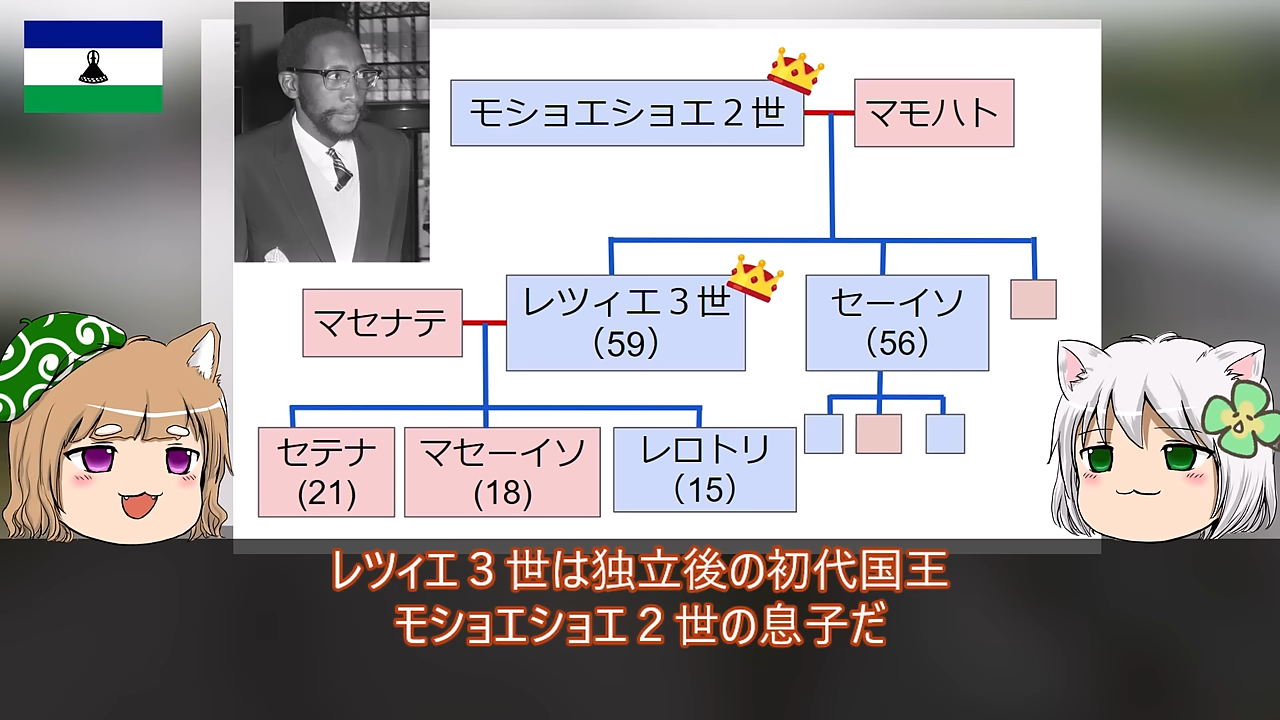 モショエショエ２世
マモハト
マセナテ
レツィエ３世
（59）
セーイソ
（56）
セテナ
(21)
マセーイソ
(18)
レロトリ
（15）
レツィエ３世は独立後の初代国王
モショエショエ２世の息子だ